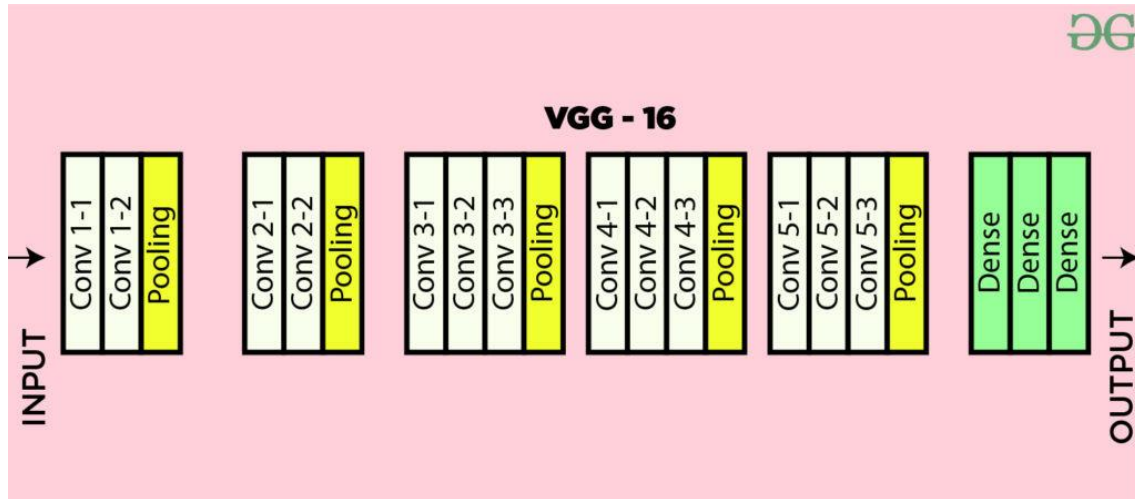 VGG - 16
INPUT
Conv 1-1
Conv 1-2
Pooling
Conv 2-1
Conv 2-2
Pooling
Conv 3-1
Conv 3-2
Conv 3-3
Pooling
Conv 4-1
Conv 4-2
Conv 4-3
Pooling
Conv 5-1
Conv 5-2
Conv 5-3
Pooling
Dense
Dense
Dense
OUTPUT